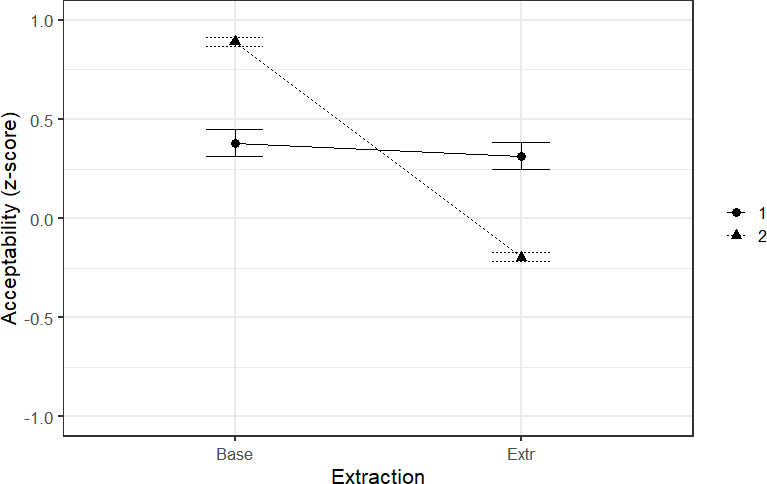 Acceptability (z-score)
1.0
0.5
0.0
-0.5
-1.0
Base
Extr
Extraction
1
2